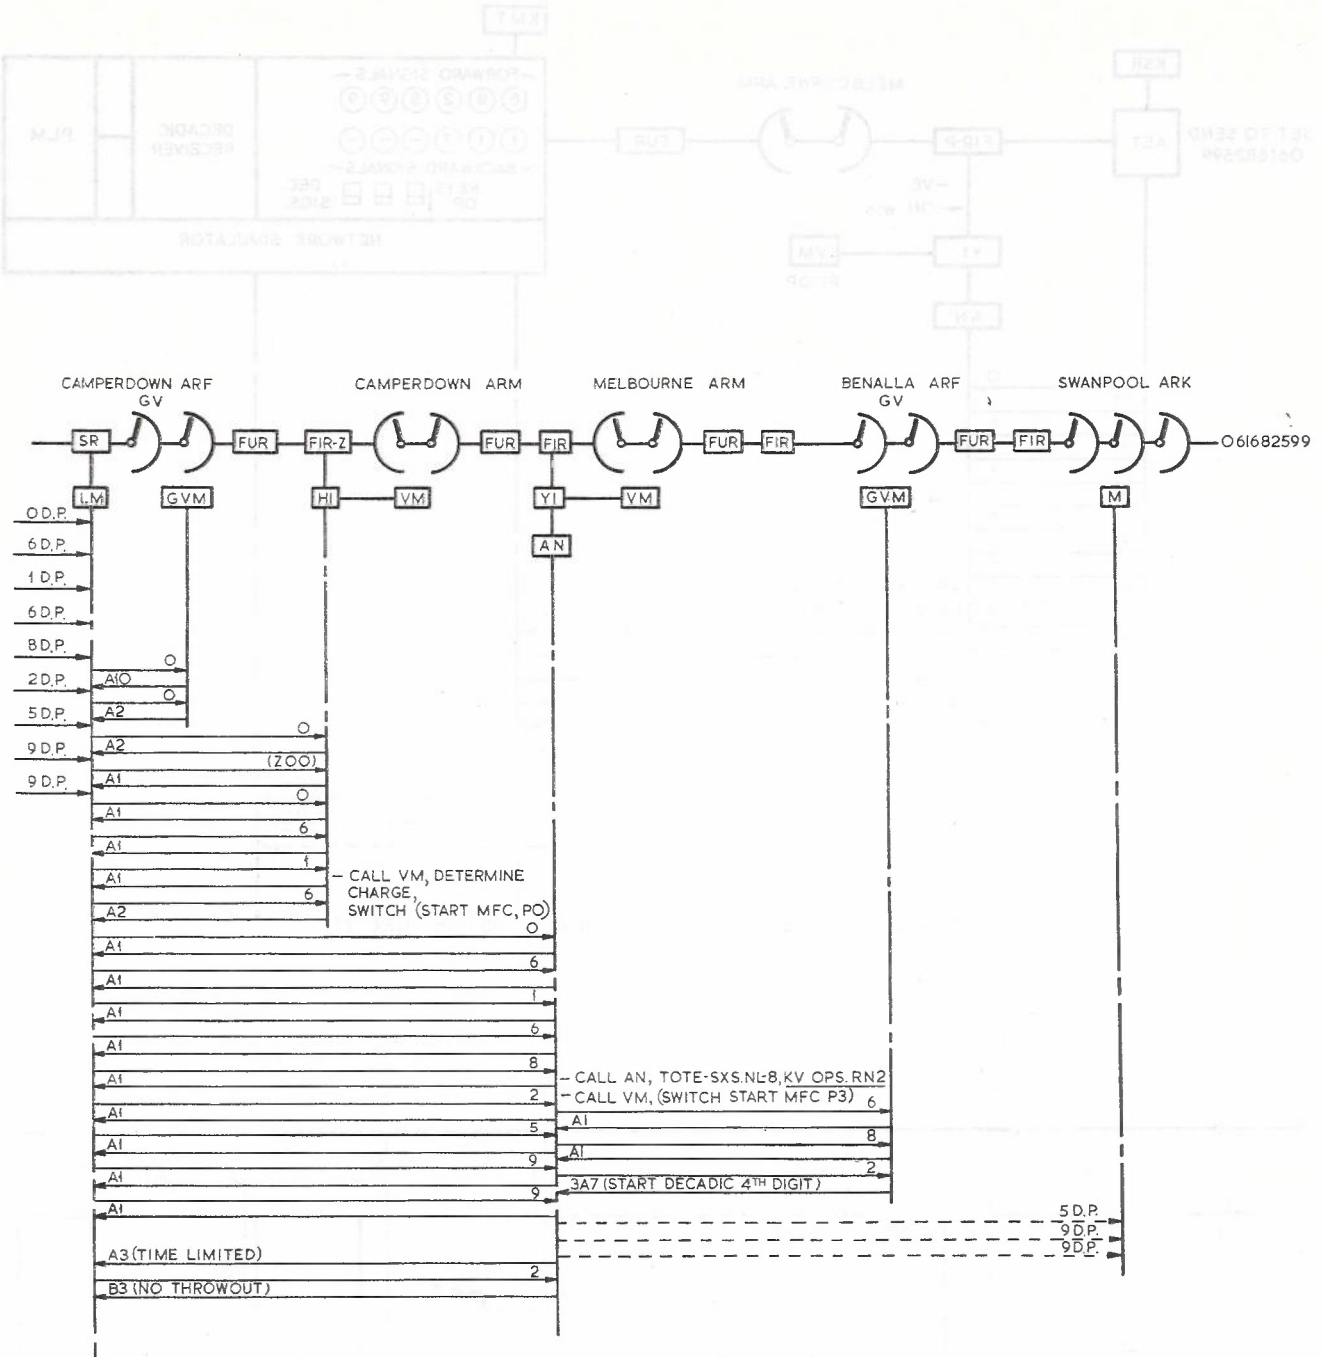 CAMPERDOWN ARF
GV
CAMPERDOWN ARM
MELBOURNE ARM
BENALLA ARF
GV
SWANPOOL ARK
SR
FUR
FIR-Z
FUR
FIR
FUR
FIR
FUR
FIR
061682599
LM
GVM
HI
VM
YI
VM
GVM
M
AN
0 D.P.
6 D.P.
1 D.P.
6 D.P.
8 D.P.
0
2 D.P.
A10
0
5 D.P.
A2
0
9 D.P.
A2
(Z00)
9 D.P.
A1
0
A1
6
A1
1
A1
6
- CALL VM, DETERMINE
CHARGE,
SWITCH (START MFC, P0)
A2
0
A1
6
A1
1
A1
6
A1
8
A1
- CALL AN, TOTE-SXS.NL-8, KV OPS. RN2
2
- CALL VM, (SWITCH START MFC P3)
6
A1
A1
5
8
A1
A1
9
2
A1
3A7 (START DECADIC 4TH DIGIT)
9
A1
5 D.P.
9 D.P.
9 D.P.
A3 (TIME LIMITED)
2
B3 (NO THROWOUT)